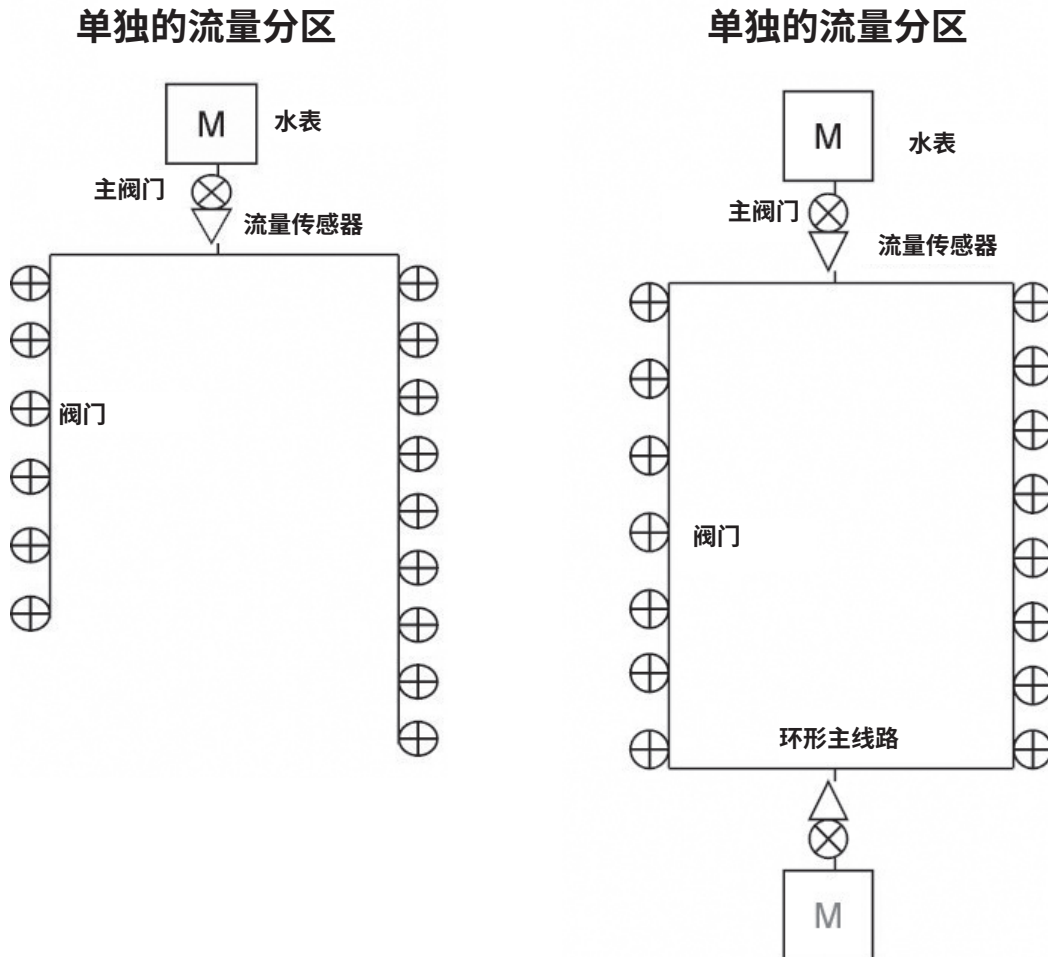 单独的流量分区
M
水表
主阀门
流量传感器
阀门
单独的流量分区
M
水表
主阀门
流量传感器
阀门
环形主线路
M